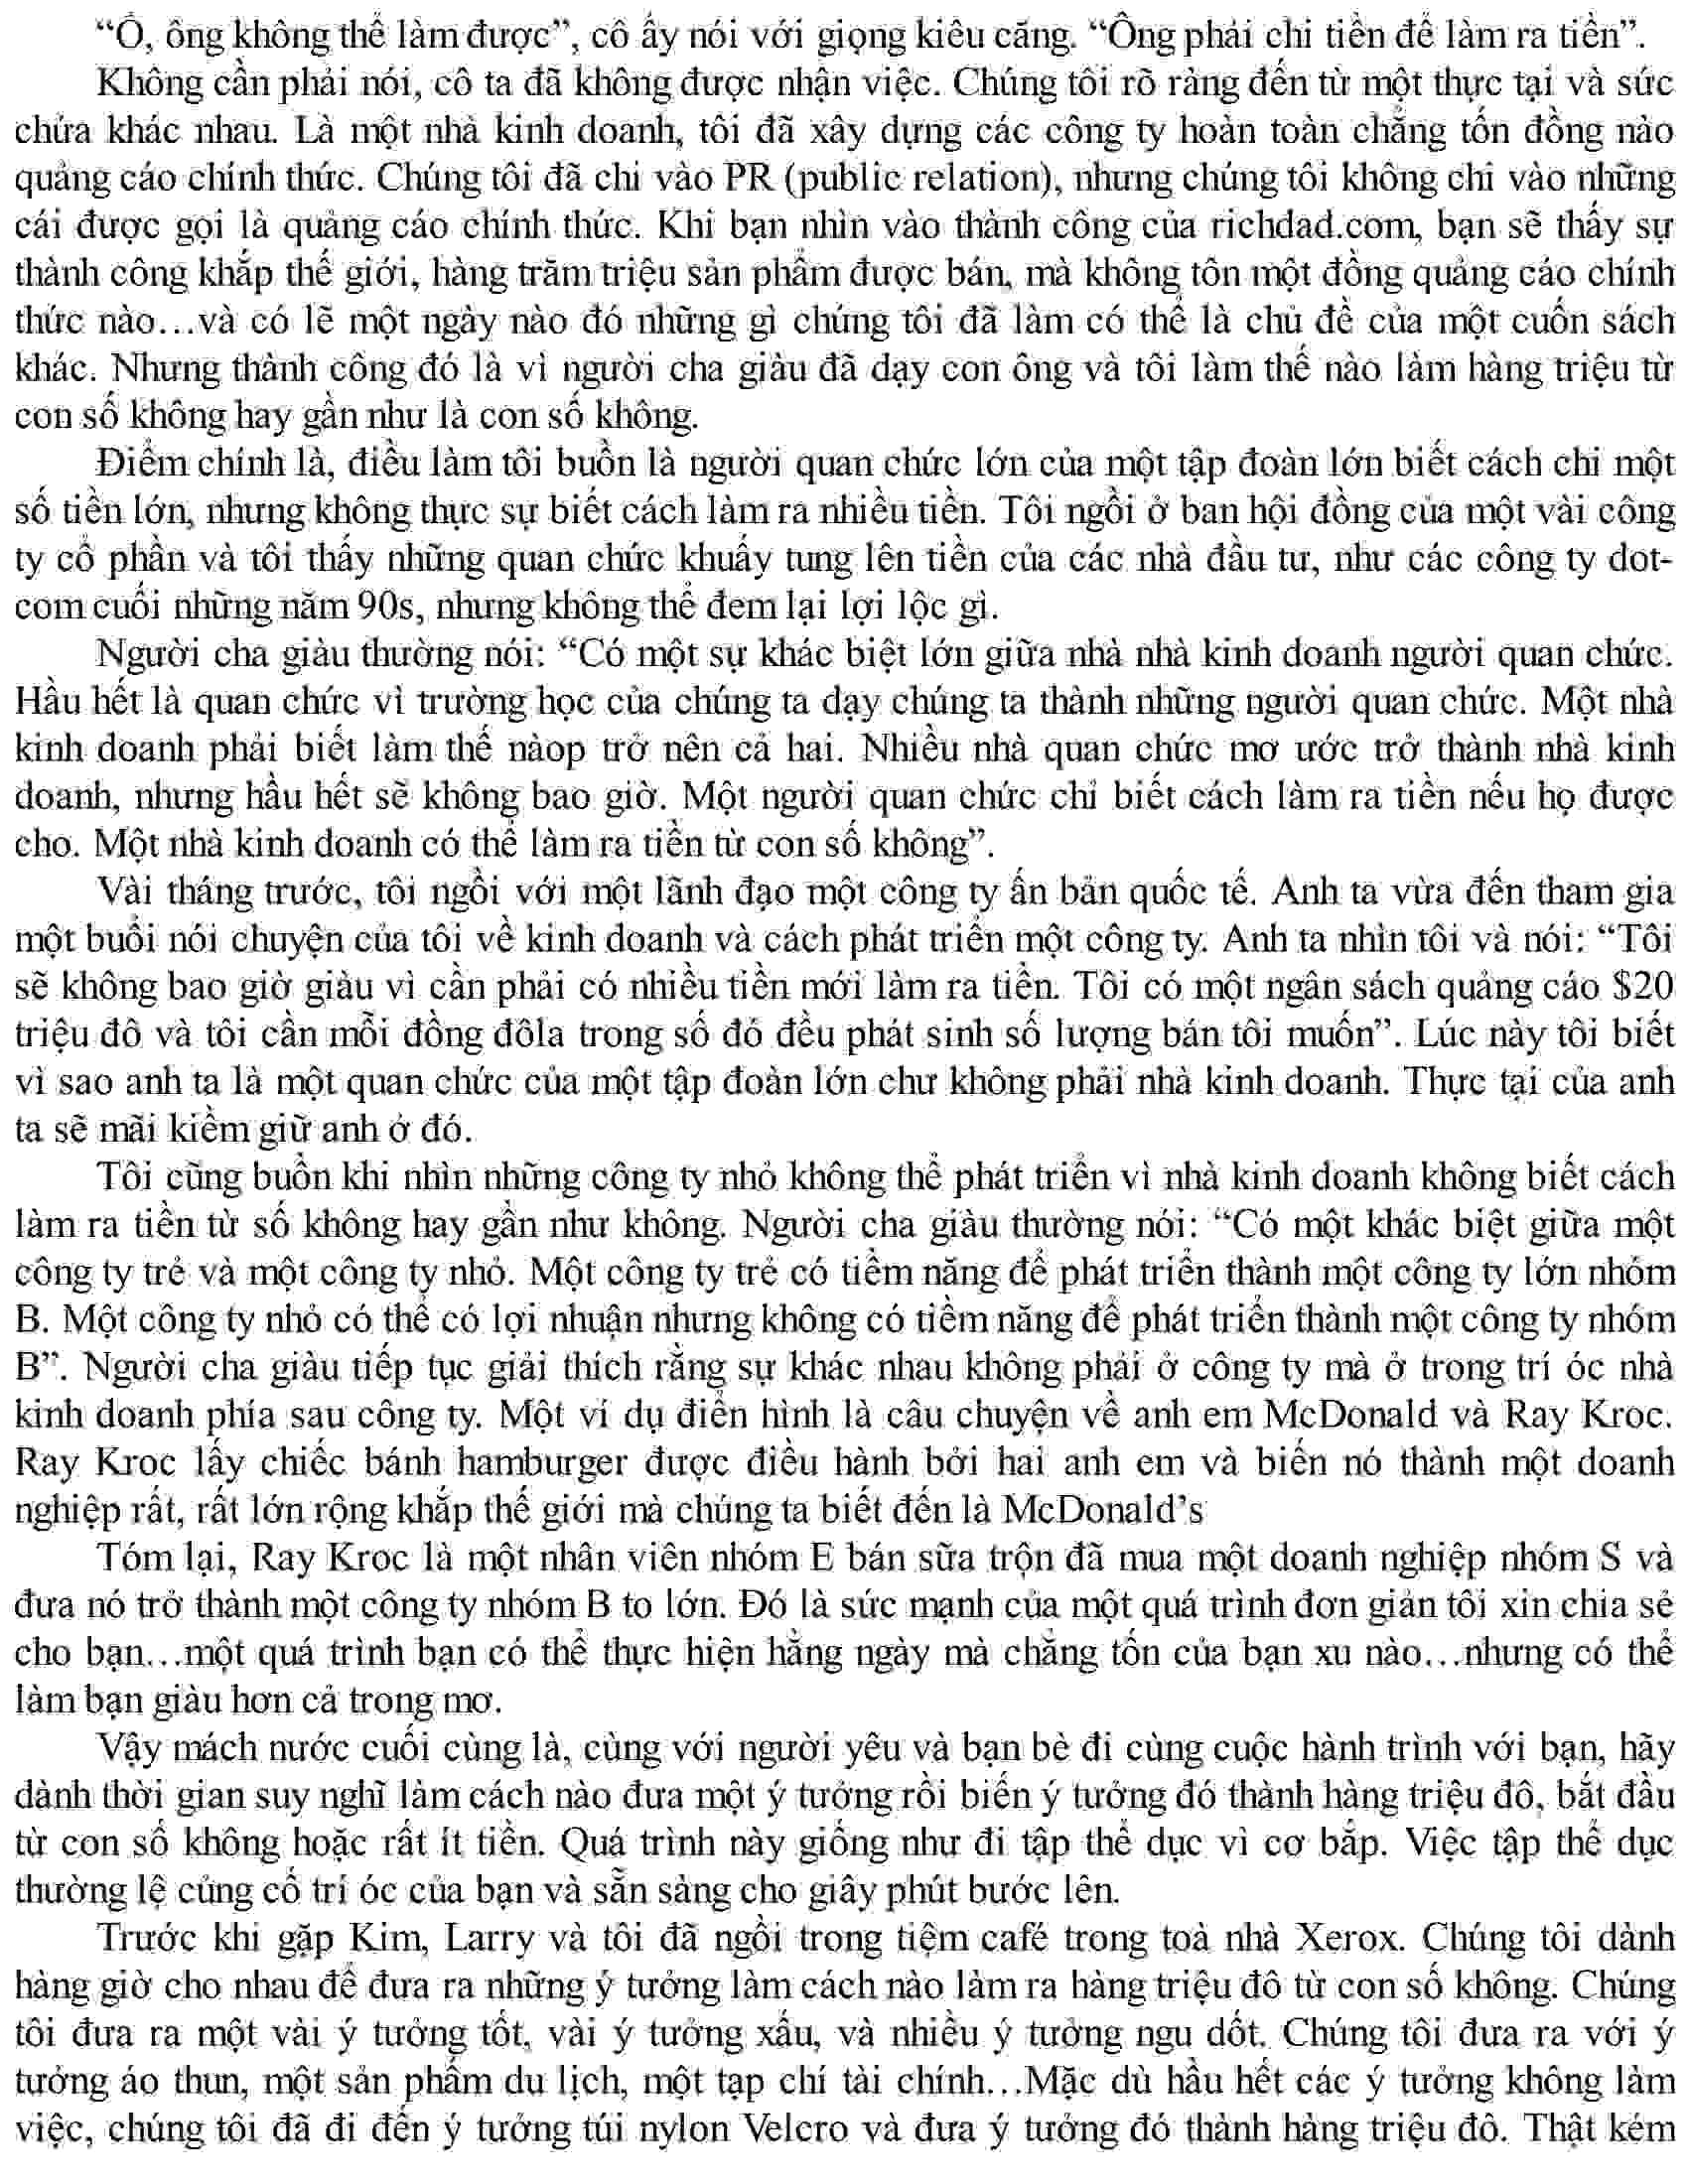 “Ồ, ông không thể làm được”, cô ấy nói với giọng kiêu căng. “Ông phải chi tiền để làm ra tiền”.
Không cần phải nói, cô ta đã không được nhận việc. Chúng tôi rõ ràng đến từ một thực tại và sức
chứa khác nhau. Là một nhà kinh doanh, tôi đã xây dựng các công ty hoàn toàn chẳng tốn đồng nào
quảng cáo chính thức. Chúng tôi đã chi vào PR (public relation), nhưng chúng tôi không chi vào những
cái được gọi là quảng cáo chính thức. Khi bạn nhìn vào thành công của richdad.com, bạn sẽ thấy sự
thành công khắp thế giới, hàng trăm triệu sản phẩm được bán, mà không tôn một đồng quảng cáo chính
thức nào…và có lẽ một ngày nào đó những gì chúng tôi đã làm có thể là chủ đề của một cuốn sách
khác. Nhưng thành công đó là vì người cha giàu đã dạy con ông và tôi làm thế nào làm hàng triệu từ
con số không hay gần như là con số không.
Điểm chính là, điều làm tôi buồn là người quan chức lớn của một tập đoàn lớn biết cách chi một
số tiền lớn, nhưng không thực sự biết cách làm ra nhiều tiền. Tôi ngồi ở ban hội đồng của một vài công
ty cổ phần và tôi thấy những quan chức khuấy tung lên tiền của các nhà đầu tư, như các công ty dot-
com cuối những năm 90s, nhưng không thể đem lại lợi lộc gì.
Người cha giàu thường nói: “Có một sự khác biệt lớn giữa nhà nhà kinh doanh người quan chức.
Hầu hết là quan chức vì trường học của chúng ta dạy chúng ta thành những người quan chức. Một nhà
kinh doanh phải biết làm thế nàop trở nên cả hai. Nhiều nhà quan chức mơ ước trở thành nhà kinh
doanh, nhưng hầu hết sẽ không bao giờ. Một người quan chức chỉ biết cách làm ra tiền nếu họ được
cho. Một nhà kinh doanh có thể làm ra tiền từ con số không”.
Vài tháng trước, tôi ngồi với một lãnh đạo một công ty ấn bản quốc tế. Anh ta vừa đến tham gia
một buổi nói chuyện của tôi về kinh doanh và cách phát triển một công ty. Anh ta nhìn tôi và nói: “Tôi
sẽ không bao giờ giàu vì cần phải có nhiều tiền mới làm ra tiền. Tôi có một ngân sách quảng cáo $20
triệu đô và tôi cần mỗi đồng đôla trong số đó đều phát sinh số lượng bán tôi muốn”. Lúc này tôi biết
vì sao anh ta là một quan chức của một tập đoàn lớn chư không phải nhà kinh doanh. Thực tại của anh
ta sẽ mãi kiềm giữ anh ở đó.
Tôi cũng buồn khi nhìn những công ty nhỏ không thể phát triển vì nhà kinh doanh không biết cách
làm ra tiền từ số không hay gần như không. Người cha giàu thường nói: “Có một khác biệt giữa một
công ty trẻ và một công ty nhỏ. Một công ty trẻ có tiềm năng để phát triển thành một công ty lớn nhóm
B. Một công ty nhỏ có thể có lợi nhuận nhưng không có tiềm năng để phát triển thành một công ty nhóm
B”. Người cha giàu tiếp tục giải thích rằng sự khác nhau không phải ở công ty mà ở trong trí óc nhà
kinh doanh phía sau công ty. Một ví dụ điển hình là câu chuyện về anh em McDonald và Ray Kroc.
Ray Kroc lấy chiếc bánh hamburger được điều hành bởi hai anh em và biến nó thành một doanh
nghiệp rất, rất lớn rộng khắp thế giới mà chúng ta biết đến là McDonald’s
Tóm lại, Ray Kroc là một nhân viên nhóm E bán sữa trộn đã mua một doanh nghiệp nhóm S và
đưa nó trở thành một công ty nhóm B to lớn. Đó là sức mạnh của một quá trình đơn giản tôi xin chia sẻ
cho bạn…một quá trình bạn có thể thực hiện hằng ngày mà chẳng tốn của bạn xu nào…nhưng có thể
làm bạn giàu hơn cả trong mơ.
Vậy mách nước cuối cùng là, cùng với người yêu và bạn bè đi cùng cuộc hành trình với bạn, hãy
dành thời gian suy nghĩ làm cách nào đưa một ý tưởng rồi biến ý tưởng đó thành hàng triệu đô, bắt đầu
từ con số không hoặc rất ít tiền. Quá trình này giống như đi tập thể dục vì cơ bắp. Việc tập thể dục
thường lệ củng cố trí óc của bạn và sẵn sàng cho giây phút bước lên.
Trước khi gặp Kim, Larry và tôi đã ngồi trong tiệm café trong toà nhà Xerox. Chúng tôi dành
hàng giờ cho nhau để đưa ra những ý tưởng làm cách nào làm ra hàng triệu đô từ con số không. Chúng
tôi đưa ra một vài ý tưởng tốt, vài ý tưởng xấu, và nhiều ý tưởng ngu dốt. Chúng tôi đưa ra với ý
tưởng áo thun, một sản phẩm du lịch, một tạp chí tài chính…Mặc dù hầu hết các ý tưởng không làm
việc, chúng tôi đã đi đến ý tưởng túi nylon Velcro và đưa ý tưởng đó thành hàng triệu đô. Thật kém